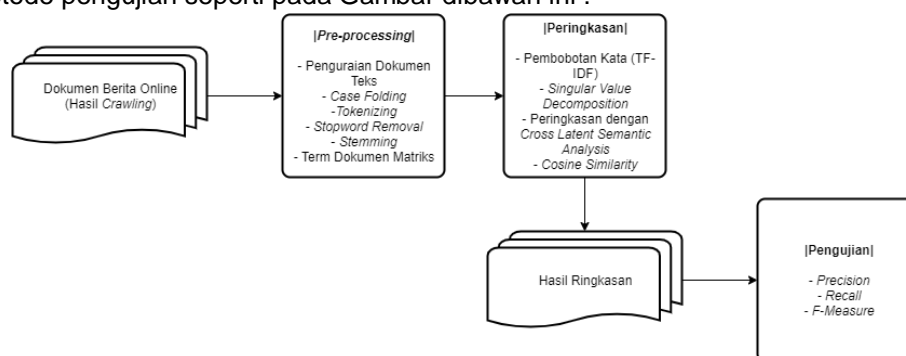 pengujian seperti pada Gambar dibawah ini :
Dokumen Berita Online
(Hasil Crawling)
|Pre-processing|
- Penguraian Dokumen
Teks
- Case Folding
-Tokenizing
- Stopword Removal
- Stemming
- Term Dokumen Matriks
|Peringkasan|
- Pembobotan Kata (TF-
IDF)
- Singular Value
Decomposition
- Peringkasan dengan
Cross Latent Semantic
Analysis
- Cosine Similarity
Hasil Ringkasan
|Pengujian|
- Precision
- Recall
- F-Measure